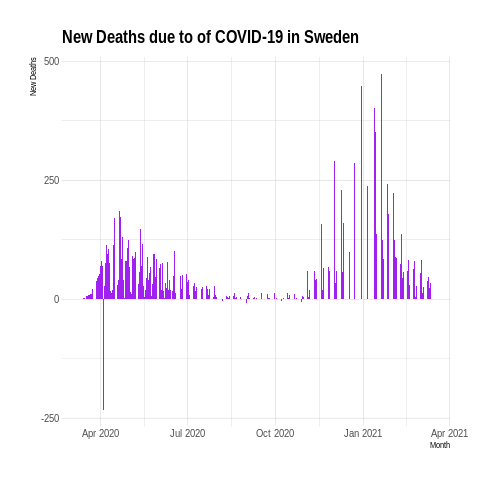 New Deaths due to of COVID-19 in Sweden
New Deaths
500
250
0
-250
Apr 2020
Jul 2020
Oct 2020
Jan 2021
Apr 2021
Month